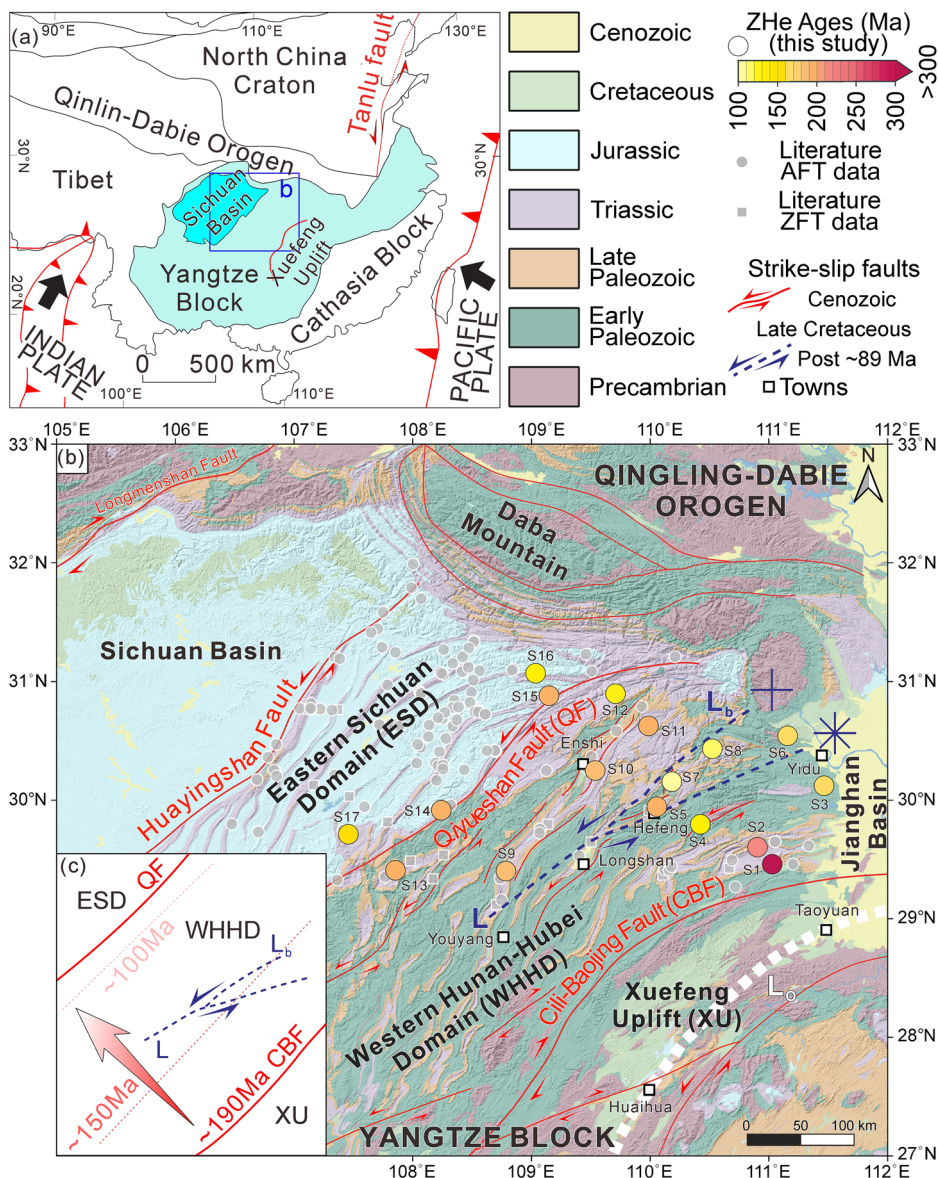 (a)
90°E
110°E
130°E
North China
Craton
Tanlu fault
Qinlin-Dabie Orogen
30°N
30°N
Tibet
b
Sichuan
Basin
Xuefeng
Uplift
Yangtze
Block
Cathasia Block
20°N
INDIAN
PLATE
PACIFIC
PLATE
0 500 km
100°E
110°E
Cenozoic
Cretaceous
Jurassic
Triassic
Late
Paleozoic
Early
Paleozoic
Precambrian
ZHe Ages (Ma)
(this study)
100
150
200
250
300
>300
Literature
AFT data
Literature
ZFT data
Strike-slip faults
Cenozoic
Late Cretaceous
Post ~89 Ma
Towns
105°E 106°E 107°E 108°E 109°E 110°E 111°E 112°E
33°N
33°N
(b)
Longmenshan Fault
QINGLING-DABIE
OROGEN
N
Daba
Mountain
32°N
32°N
Sichuan Basin
Huayingshan Fault
Eastern Sichuan
Domain (ESD)
Qiyueshan Fault (QF)
S16
S15
S12
S11
Lb
31°N
31°N
Enshi
S10
S8
S7
S6
Yidu
S3
S5
Hefeng
S4
S2
S1
S14
S17
S13
S9
30°N
30°N
Jianghan
Basin
Longshan
L
Youyang
Cili-Baojing Fault (CBF)
Taoyuan
29°N
Western Hunan-Hubei
Domain (WHHD)
Xuefeng
Uplift (XU)
Lo
28°N
Huaihua
YANGTZE BLOCK
0 50 100 km
27°N
108°E 109°E 110°E 111°E 112°E
(c)
ESD
QF
WHHD
~100Ma
Lb
L
~150Ma
~190Ma CBF
XU